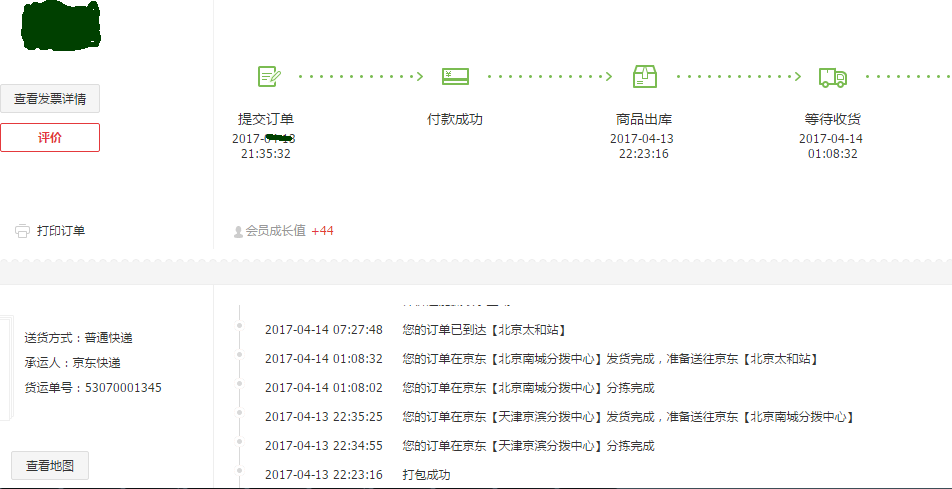 查看发票详情
评价
打印订单
提交订单
付款成功
商品出库
等待收货
2017-
21:35:32
2017-04-13
22:23:16
2017-04-14
01:08:32
会员成长值 +44
送货方式：普通快递
承运人：京东快递
货运单号：53070001345
查看地图
2017-04-14 07:27:48 您的订单已到达【北京太和站】
2017-04-14 01:08:32 您的订单在京东【北京南城分拨中心】发货完成，准备送往京东【北京太和站】
2017-04-14 01:08:02 您的订单在京东【北京南城分拨中心】分拣完成
2017-04-13 22:35:25 您的订单在京东【天津京滨分拨中心】发货完成，准备送往京东【北京南城分拨中心】
2017-04-13 22:34:55 您的订单在京东【天津京滨分拨中心】分拣完成
2017-04-13 22:23:16 打包成功